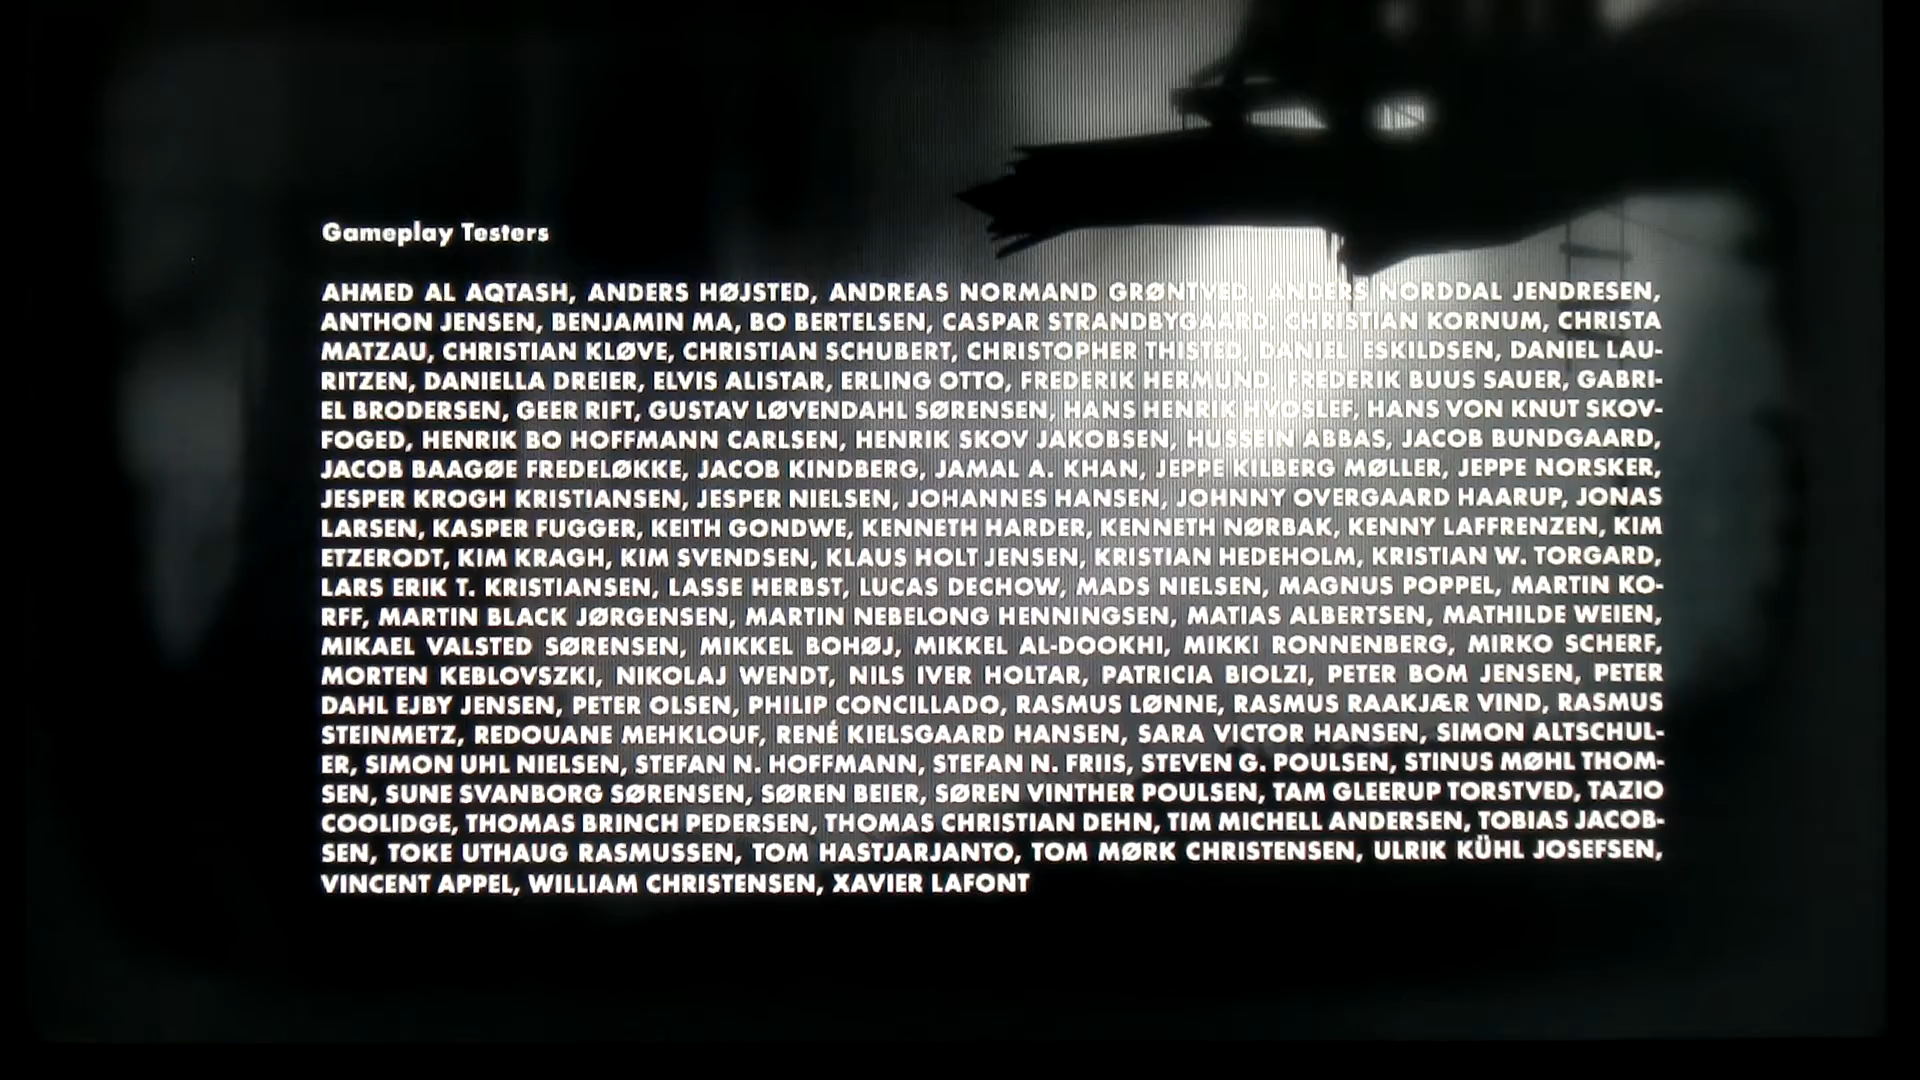 Gameplay Testers
AHMED AL AQTASH, ANDERS HØJSTED, ANDREAS NORMAND GRØNTVED, ANDERS NORDDAL JENDRESEN,
ANTHON JENSEN, BENJAMIN MA, BO BERTELSEN, CASPAR STRANDBYGAARD, CHRISTIAN KORNUM, CHRISTA
MATZAU, CHRISTIAN KLØVE, CHRISTIAN SCHUBERT, CHRISTOPHER THISTED, DANIEL ESKILDSEN, DANIEL LAU-
RITZEN, DANIELLA DREIER, ELVIS ALISTAR, ERLING OTTO, FREDERIK HERMUND, FREDERIK BUUS SAUER, GABRI-
EL BRODERSEN, GEER RIFT, GUSTAV LØVENDAHL SØRENSEN, HANS HENRIK HVOSLEF, HANS VON KNUT SKOV-
FOGED, HENRIK BO HOFFMANN CARLSEN, HENRIK SKOV JAKOBSEN, HUSSEIN ABBAS, JACOB BUNDGAARD,
JACOB BAAGØE FREDELØKKE, JACOB KINDBERG, JAMAL A. KHAN, JEPPE KILBERG MØLLER, JEPPE NORSKER,
JESPER KROGH KRISTIANSEN, JESPER NIELSEN, JOHANNES HANSEN, JOHNNY OVERGAARD HAARUP, JONAS
LARSEN, KASPER FUGGER, KEITH GONDWE, KENNETH HARDER, KENNETH NØRBAK, KENNY LAFFRENZEN, KIM
ETZERODT, KIM KRAGH, KIM SVENDSEN, KLAUS HOLT JENSEN, KRISTIAN HEDEHOLM, KRISTIAN W. TORGARD,
LARS ERIK T. KRISTIANSEN, LASSE HERBST, LUCAS DECHOW, MADS NIELSEN, MAGNUS POPPEL, MARTIN KO-
RFF, MARTIN BLACK JØRGENSEN, MARTIN NEBELONG HENNINGSEN, MATIAS ALBERTSEN, MATHILDE WEIEN,
MIKAEL VALSTED SØRENSEN, MIKKEL BOHØJ, MIKKEL AL-DOOKHI, MIKKI RONNENBERG, MIRKO SCHERF,
MORTEN KEBLOVSZKI, NIKOLAJ WENDT, NILS IVER HOLTAR, PATRICIA BIOLZI, PETER BOM JENSEN, PETER
DAHL EJBY JENSEN, PETER OLSEN, PHILIP CONCILLADO, RASMUS LØNNE, RASMUS RAAKJÆR VIND, RASMUS
STEINMETZ, REDOUANE MEHKLOUF, RENÉ KIELSGAARD HANSEN, SARA VICTOR HANSEN, SIMON ALTSCHUL-
ER, SIMON UHL NIELSEN, STEFAN N. HOFFMANN, STEFAN N. FRIIS, STEVEN G. POULSEN, STINUS MØHL THOM-
SEN, SUNE SVANBORG SØRENSEN, SØREN BEIER, SØREN VINTHER POULSEN, TAM GLEERUP TORSTVED, TAZIO
COOLIDGE, THOMAS BRINCH PEDERSEN, THOMAS CHRISTIAN DEHN, TIM MICHELL ANDERSEN, TOBIAS JACOB-
SEN, TOKE UTHAUG RASMUSSEN, TOM HASTJARJANTO, TOM MØRK CHRISTENSEN, ULRIK KÜHL JOSEFSEN,
VINCENT APPEL, WILLIAM CHRISTENSEN, XAVIER LAFONT